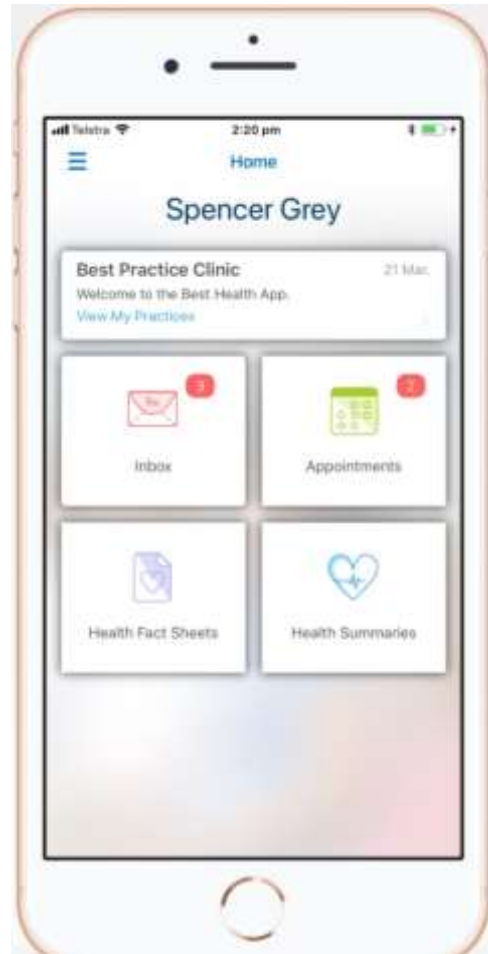 Telstra 2:20 pm
Home
Spencer Grey
Best Practice Clinic 21 Mar.
Welcome to the Best Health App.
View My Practices
3 2
Inbox Appointments
Health Fact Sheets Health Summaries